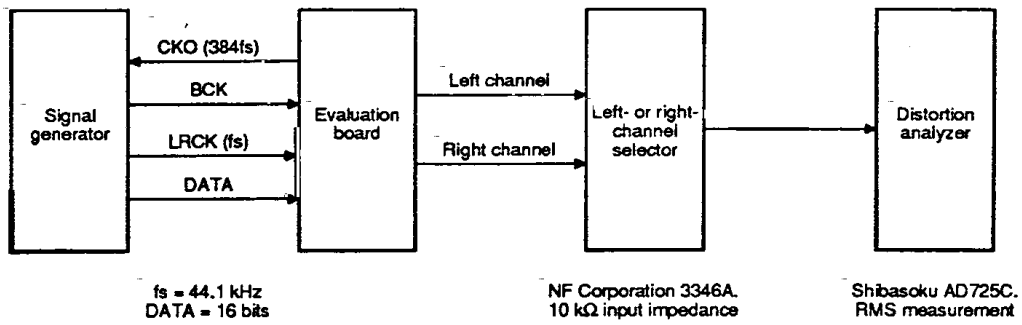 Signal
generator
CKO (384fs)
BCK
LRCK (fs)
DATA
Evaluation
board
Left channel
Right channel
Left- or right-
channel
selector
Distortion
analyzer
fs = 44.1 kHz
DATA = 16 bits
NF Corporation 3346A.
10 kΩ input impedance
Shibasoku AD725C.
RMS measurement